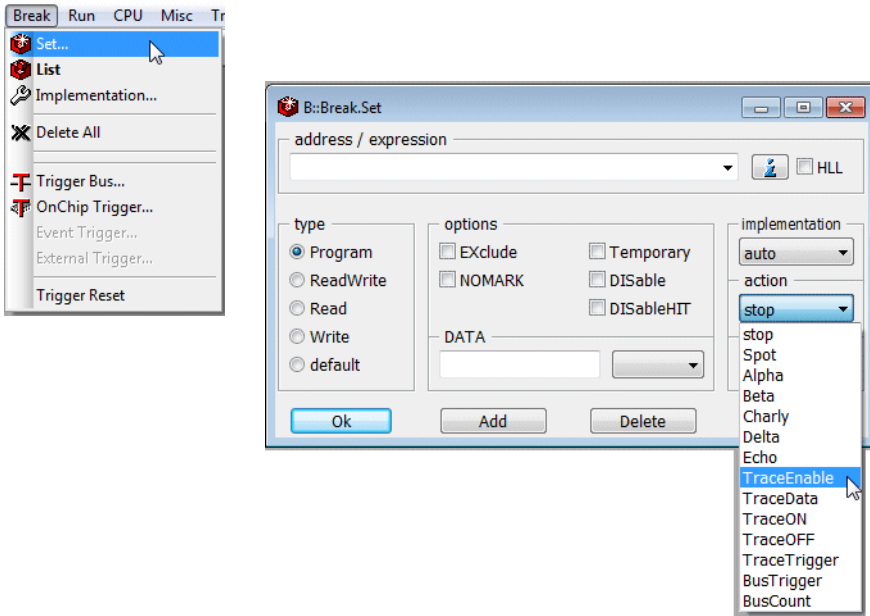 Break Run CPU Misc Tr
Set...
List
Implementation...
Delete All
Trigger Bus...
OnChip Trigger...
Event Trigger...
External Trigger...
Trigger Reset
B::Break.Set
address / expression
HLL
type
Program
ReadWrite
Read
Write
default
options
EXclude
NOMARK
Temporary
DISable
DISableHIT
DATA
implementation
auto
action
stop
stop
Spot
Alpha
Beta
Charly
Delta
Echo
TraceEnable
TraceData
TraceON
TraceOFF
TraceTrigger
BusTrigger
BusCount
Ok
Add
Delete